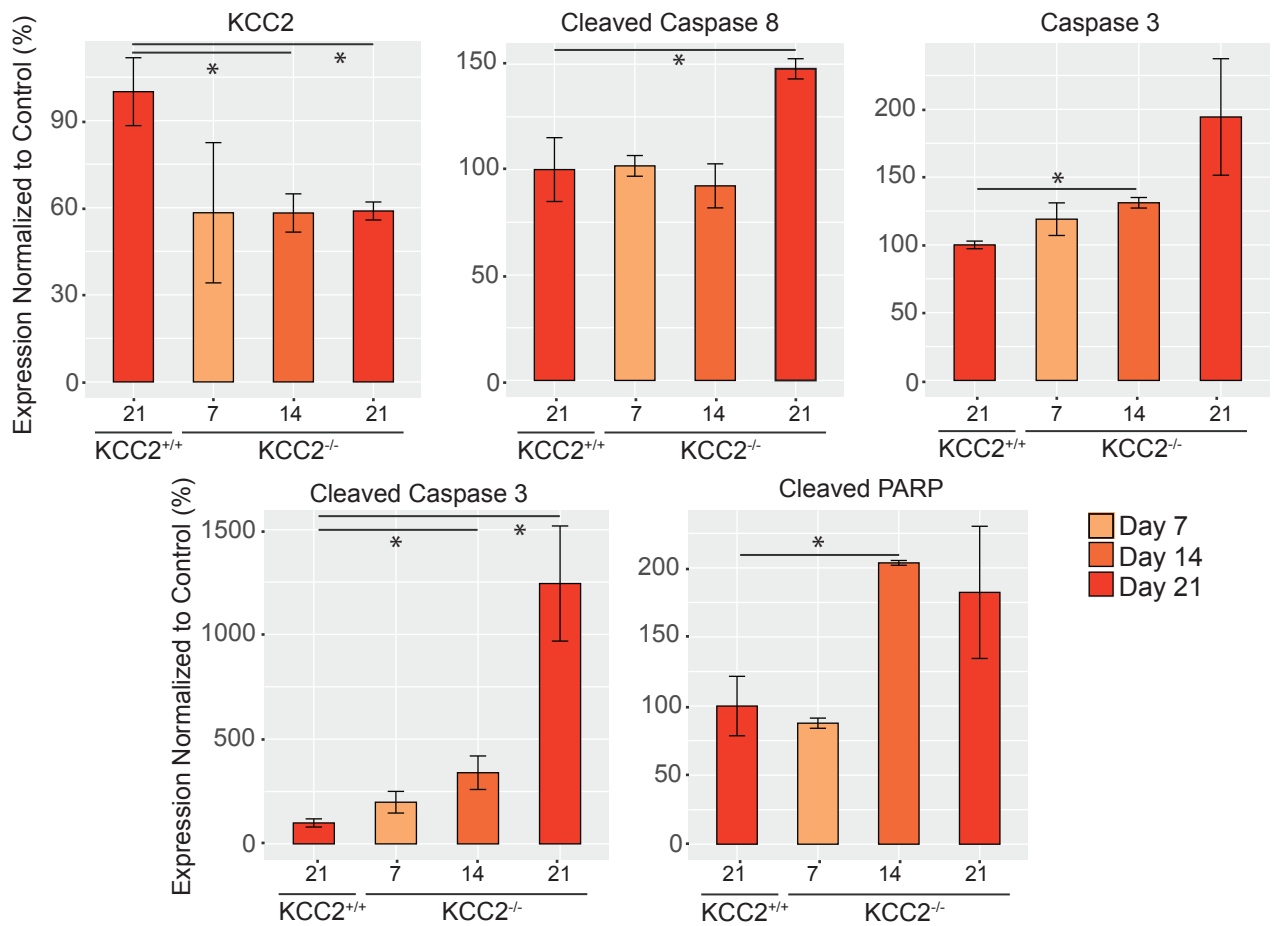 KCC2
Cleaved Caspase 8
Caspase 3
Expression Normalized to Control (%)
90
60
30
0
* *
21 7 14 21
KCC2+/+ KCC2-/-
150
100
50
0
*
21 7 14 21
KCC2+/+ KCC2-/-
200
150
100
50
0
*
21 7 14 21
KCC2+/+ KCC2-/-
Cleaved Caspase 3
Cleaved PARP
Expression Normalized to Control (%)
1500
1000
500
0
* *
21 7 14 21
KCC2+/+ KCC2-/-
200
150
100
50
0
*
21 7 14 21
KCC2+/+ KCC2-/-
Day 7
Day 14
Day 21